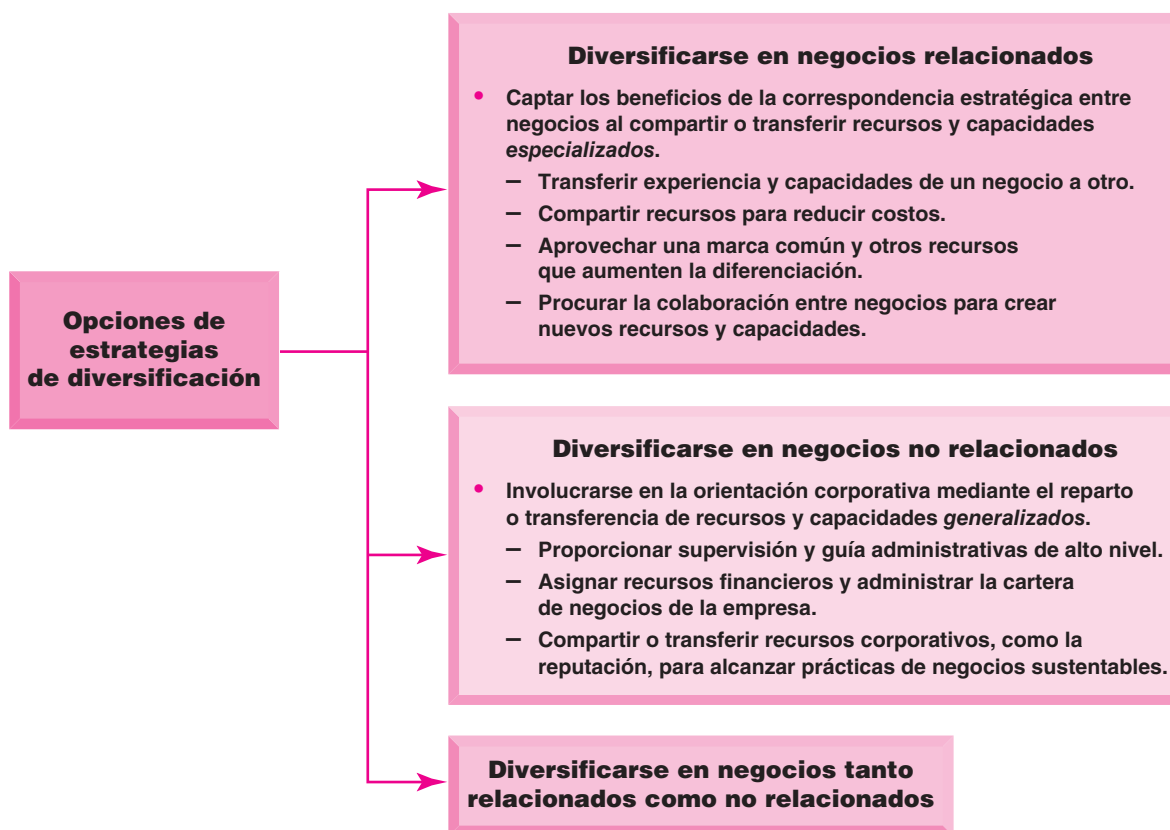 Opciones de
estrategias
de diversificación
Diversificarse en negocios relacionados
• Captar los beneficios de la correspondencia estratégica entre
negocios al compartir o transferir recursos y capacidades
especializados.
– Transferir experiencia y capacidades de un negocio a otro.
– Compartir recursos para reducir costos.
– Aprovechar una marca común y otros recursos
que aumenten la diferenciación.
– Procurar la colaboración entre negocios para crear
nuevos recursos y capacidades.
Diversificarse en negocios no relacionados
• Involucrarse en la orientación corporativa mediante el reparto
o transferencia de recursos y capacidades generalizados.
– Proporcionar supervisión y guía administrativas de alto nivel.
– Asignar recursos financieros y administrar la cartera
de negocios de la empresa.
– Compartir o transferir recursos corporativos, como la
reputación, para alcanzar prácticas de negocios sustentables.
Diversificarse en negocios tanto
relacionados como no relacionados